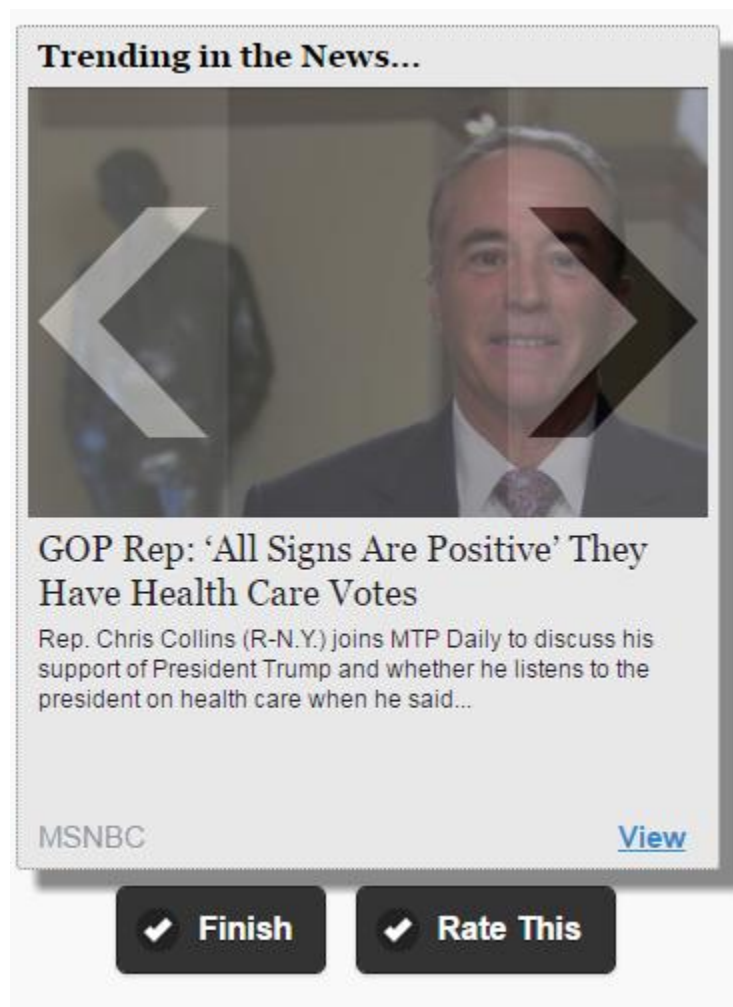 Trending in the News...
GOP Rep: ‘All Signs Are Positive’ They
Have Health Care Votes
Rep. Chris Collins (R-N.Y.) joins MTP Daily to discuss his
support of President Trump and whether he listens to the
president on health care when he said...
MSNBC
View
Finish
Rate This